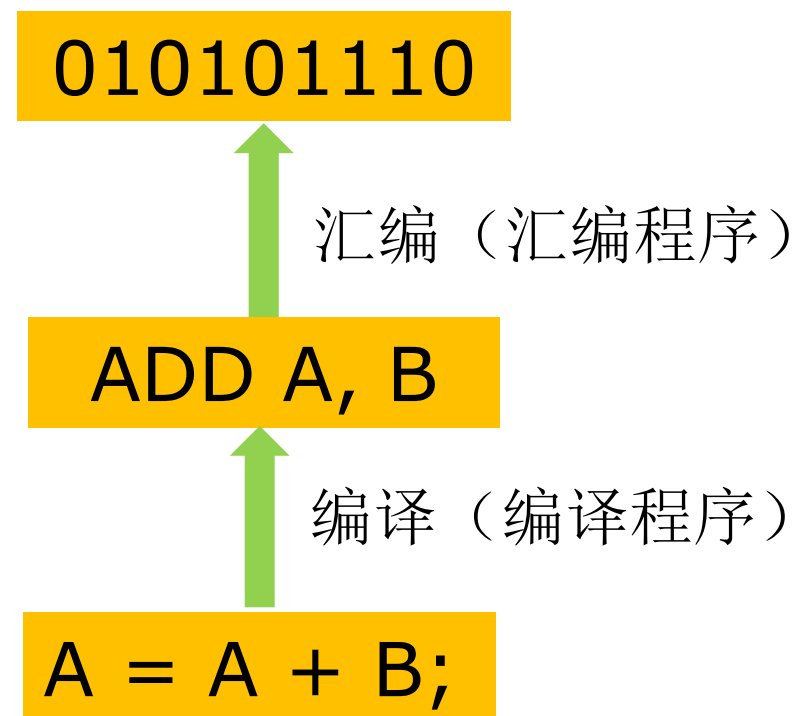 010101110
汇编（汇编程序）
ADD A, B
编译（编译程序）
A = A + B;